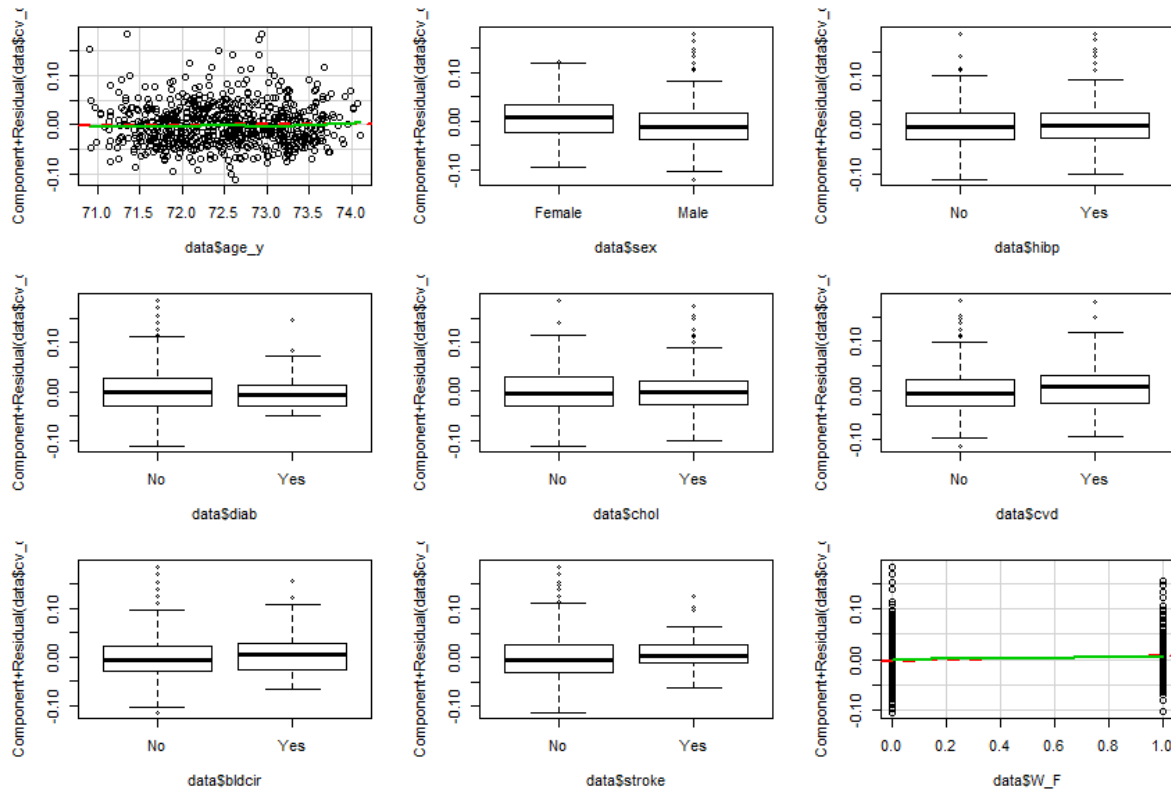 Component+Residual(data$cv_
0.10
0.00
-0.10
71.0 71.5 72.0 72.5 73.0 73.5 74.0
data$age_y
Component+Residual(data$cv_
0.10
0.00
-0.10
Female Male
data$sex
Component+Residual(data$cv_
0.10
0.00
-0.10
No Yes
data$hibp
Component+Residual(data$cv_
0.10
0.00
-0.10
No Yes
data$diab
Component+Residual(data$cv_
0.10
0.00
-0.10
No Yes
data$chol
Component+Residual(data$cv_
0.10
0.00
-0.10
No Yes
data$cvd
Component+Residual(data$cv_
0.10
0.00
-0.10
No Yes
data$bldcir
Component+Residual(data$cv_
0.10
0.00
-0.10
No Yes
data$stroke
Component+Residual(data$cv_
0.10
0.00
-0.10
0.0 0.2 0.4 0.6 0.8 1.0
data$W_F